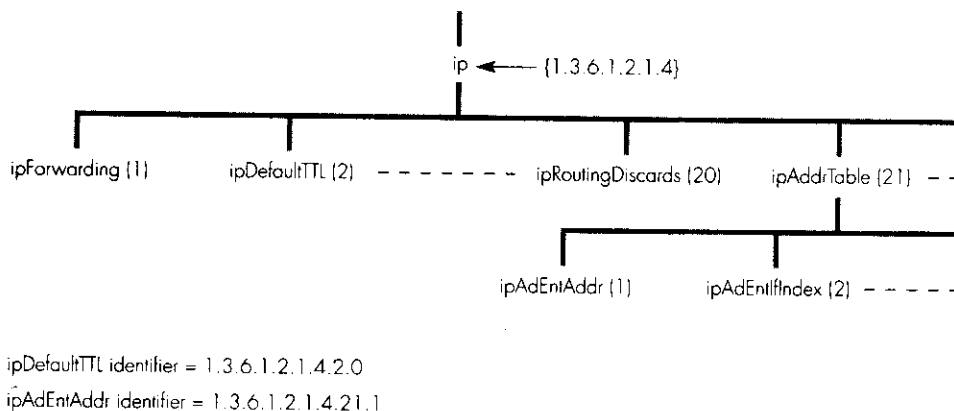 ip {1.3.6.1.2.1.4}
ipForwarding (1) ipDefaultTTL (2) ipRoutingDiscards (20) ipAddrTable (21)
ipAdEntAddr (1) ipAdEntIfIndex (2)
ipDefaultTTL identifier = 1.3.6.1.2.1.4.2.0
ipAdEntAddr identifier = 1.3.6.1.2.1.4.21.1